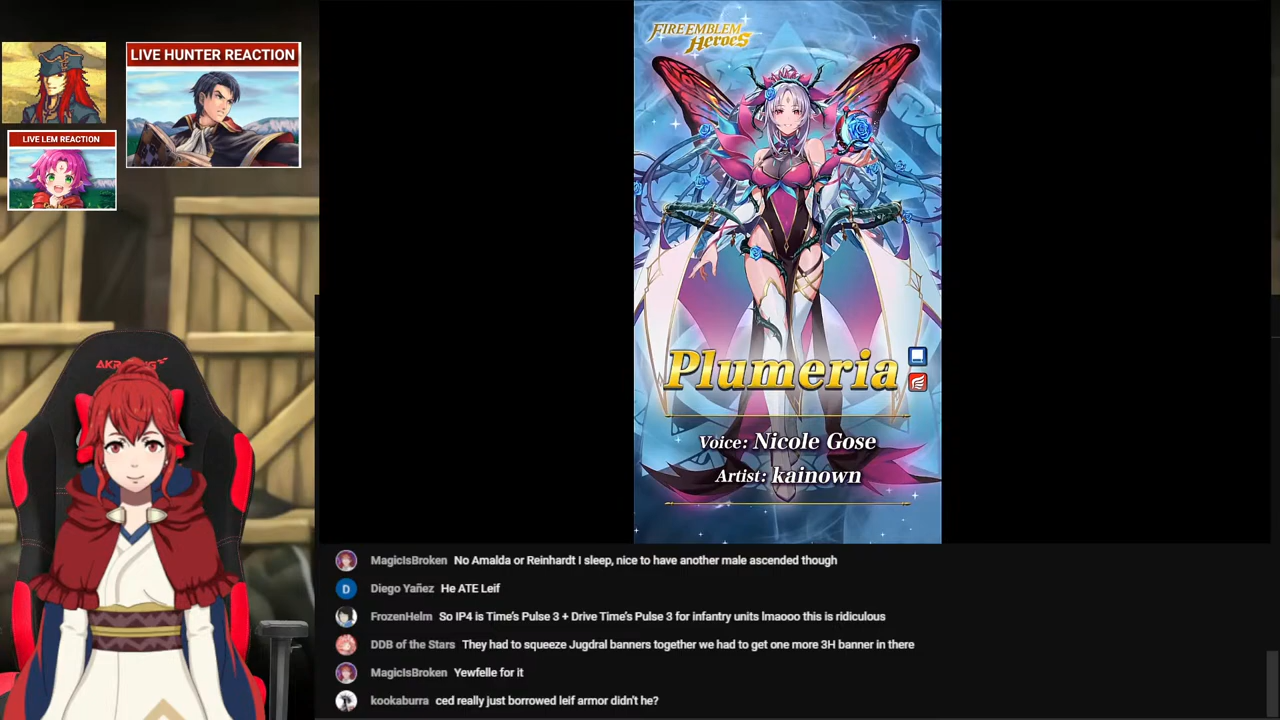 LIVE HUNTER REACTION
LIVE LEM REACTION
FIRE EMBLEM
Heroes
Plumeria
Voice: Nicole Gose
Artist: kainown
MagicIsBroken No Amalda or Reinhardt I sleep, nice to have another male ascended though
D Diego Yañez He ATE Leif
FrozenHelm So IP4 is Time's Pulse 3 + Drive Time's Pulse 3 for infantry units lmaooo this is ridiculous
DDB of the Stars They had to squeeze Jugdral banners together we had to get one more 3H banner in there
MagicIsBroken Yewfelle for it
kookaburra ced really just borrowed leif armor didn't he?